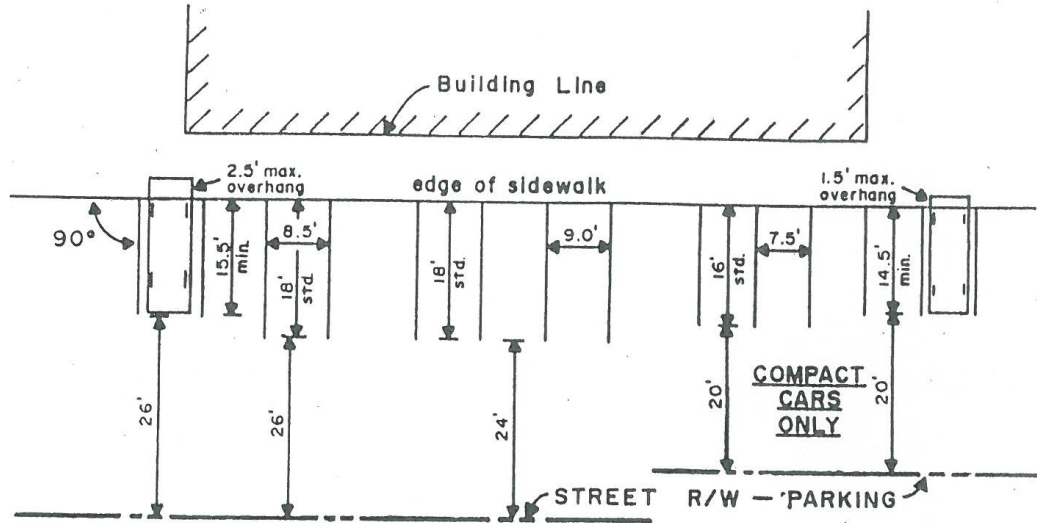 Building Line
2.5' max.
overhang
edge of sidewalk
1.5' max.
overhang
90°
15.5'
min.
8.5'
18'
std.
18'
9.0'
16'
std.
7.5'
14.5'
min.
26'
26'
24'
20'
COMPACT
CARS
ONLY
20'
STREET R/W — PARKING